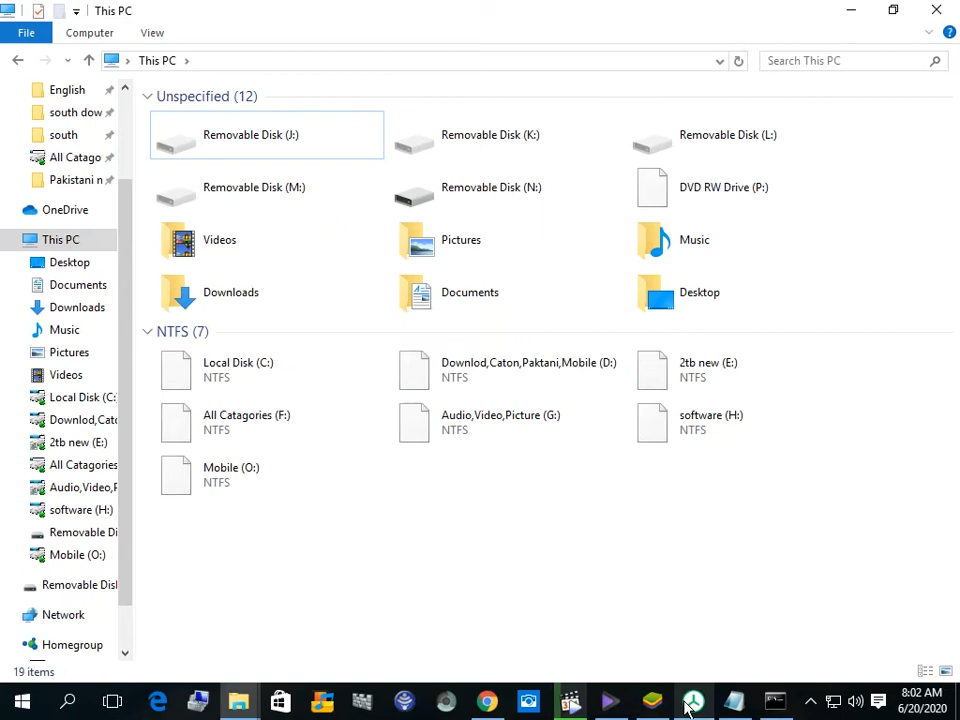 This PC
File
Computer
View
This PC
Search This PC
English
south dow
south
All Catago
Pakistani n
OneDrive
This PC
Desktop
Documents
Downloads
Music
Pictures
Videos
Local Disk (C:
Downlod,Cato
2tb new (E:)
All Catagories
Audio,Video,P
software (H:)
Removable Di
Mobile (O:)
Removable Disl
Network
Homegroup
Unspecified (12)
Removable Disk (J:)
Removable Disk (K:)
Removable Disk (L:)
Removable Disk (M:)
Removable Disk (N:)
DVD RW Drive (P:)
Videos
Pictures
Music
Downloads
Documents
Desktop
NTFS (7)
Local Disk (C:)
NTFS
Downlod,Caton,Paktani,Mobile (D:)
NTFS
2tb new (E:)
NTFS
All Catagories (F:)
NTFS
Audio,Video,Picture (G:)
NTFS
software (H:)
NTFS
Mobile (O:)
NTFS
19 items
8:02 AM
6/20/2020